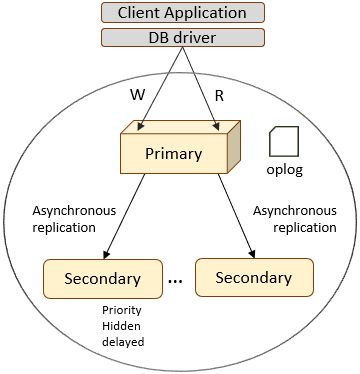 Client Application
DB driver
W
R
Primary
oplog
Asynchronous
replication
Asynchronous
replication
Secondary
...
Secondary
Priority
Hidden
delayed